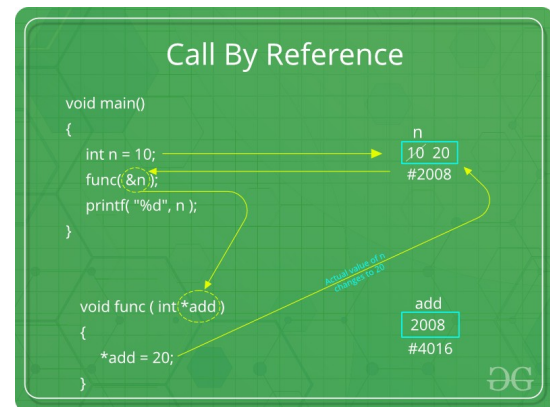 Call By Reference
void main()
{
int n = 10;
func( &n );
printf( "%d", n );
}
n
10 20
#2008
Actual value of n
changes to 20
void func ( int *add )
{
*add = 20;
}
add
2008
#4016
GG